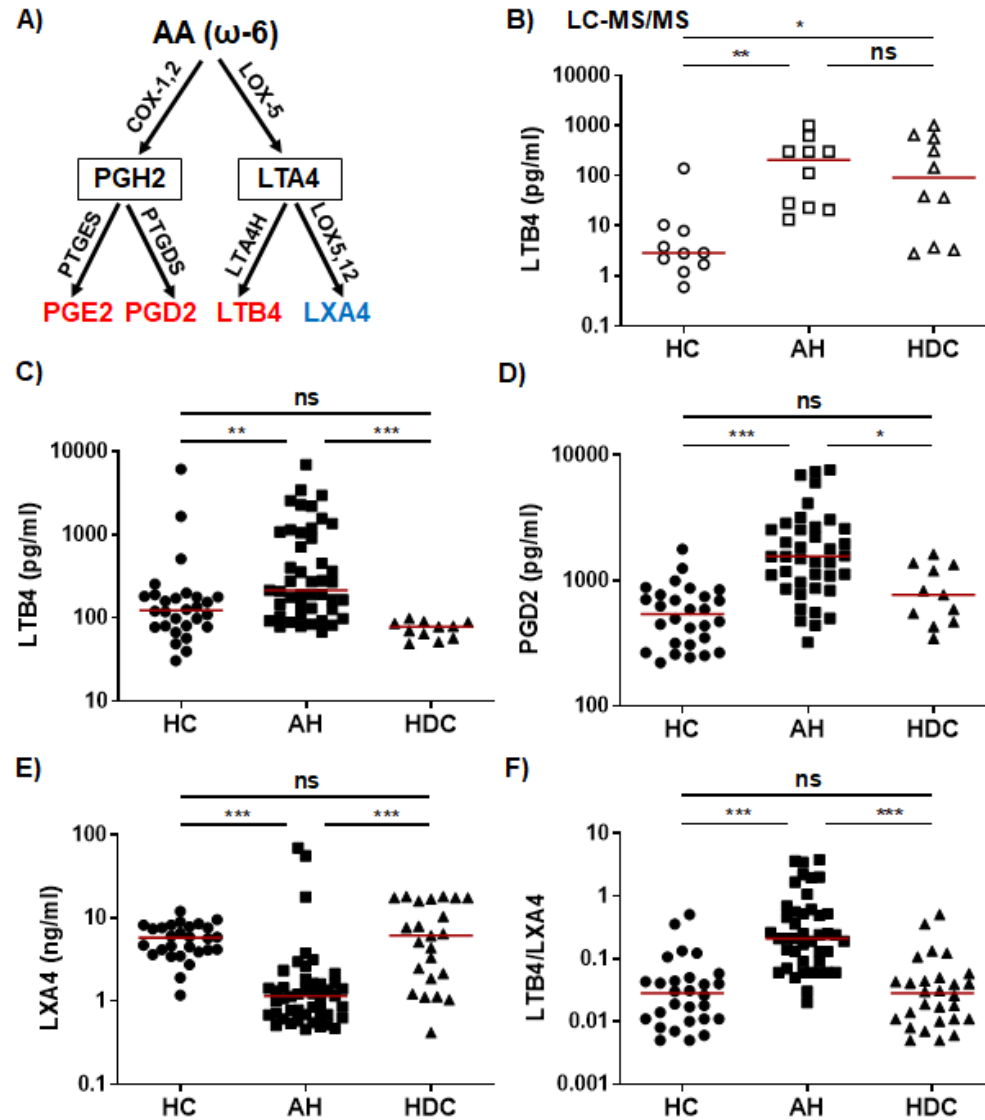 A)
AA (ω-6)
COX-1,2
LOX-5
PGH2
LTA4
PTGES
PTGDS
LTA4H
LOX5,12
PGE2 PGD2 LTB4 LXA4
B) LC-MS/MS
*
** ns
LTB4 (pg/ml)
10000
1000
100
10
1
0.1
HC AH HDC
C)
ns
** ***
LTB4 (pg/ml)
10000
1000
100
10
HC AH HDC
D)
ns
*** *
PGD2 (pg/ml)
10000
1000
100
HC AH HDC
E)
ns
*** ***
LXA4 (ng/ml)
100
10
1
0.1
HC AH HDC
F)
ns
*** ***
LTB4/LXA4
10
1
0.1
0.01
0.001
HC AH HDC